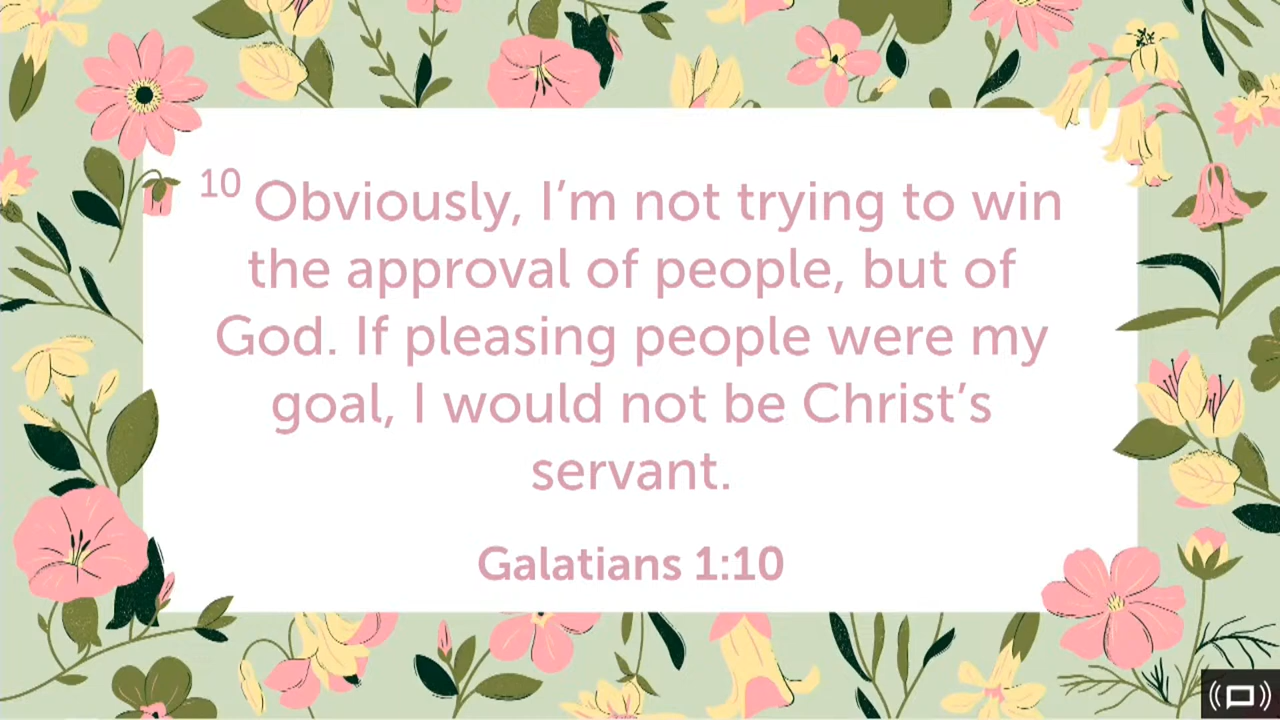 10 Obviously, I’m not trying to win
the approval of people, but of
God. If pleasing people were my
goal, I would not be Christ’s
servant.
Galatians 1:10